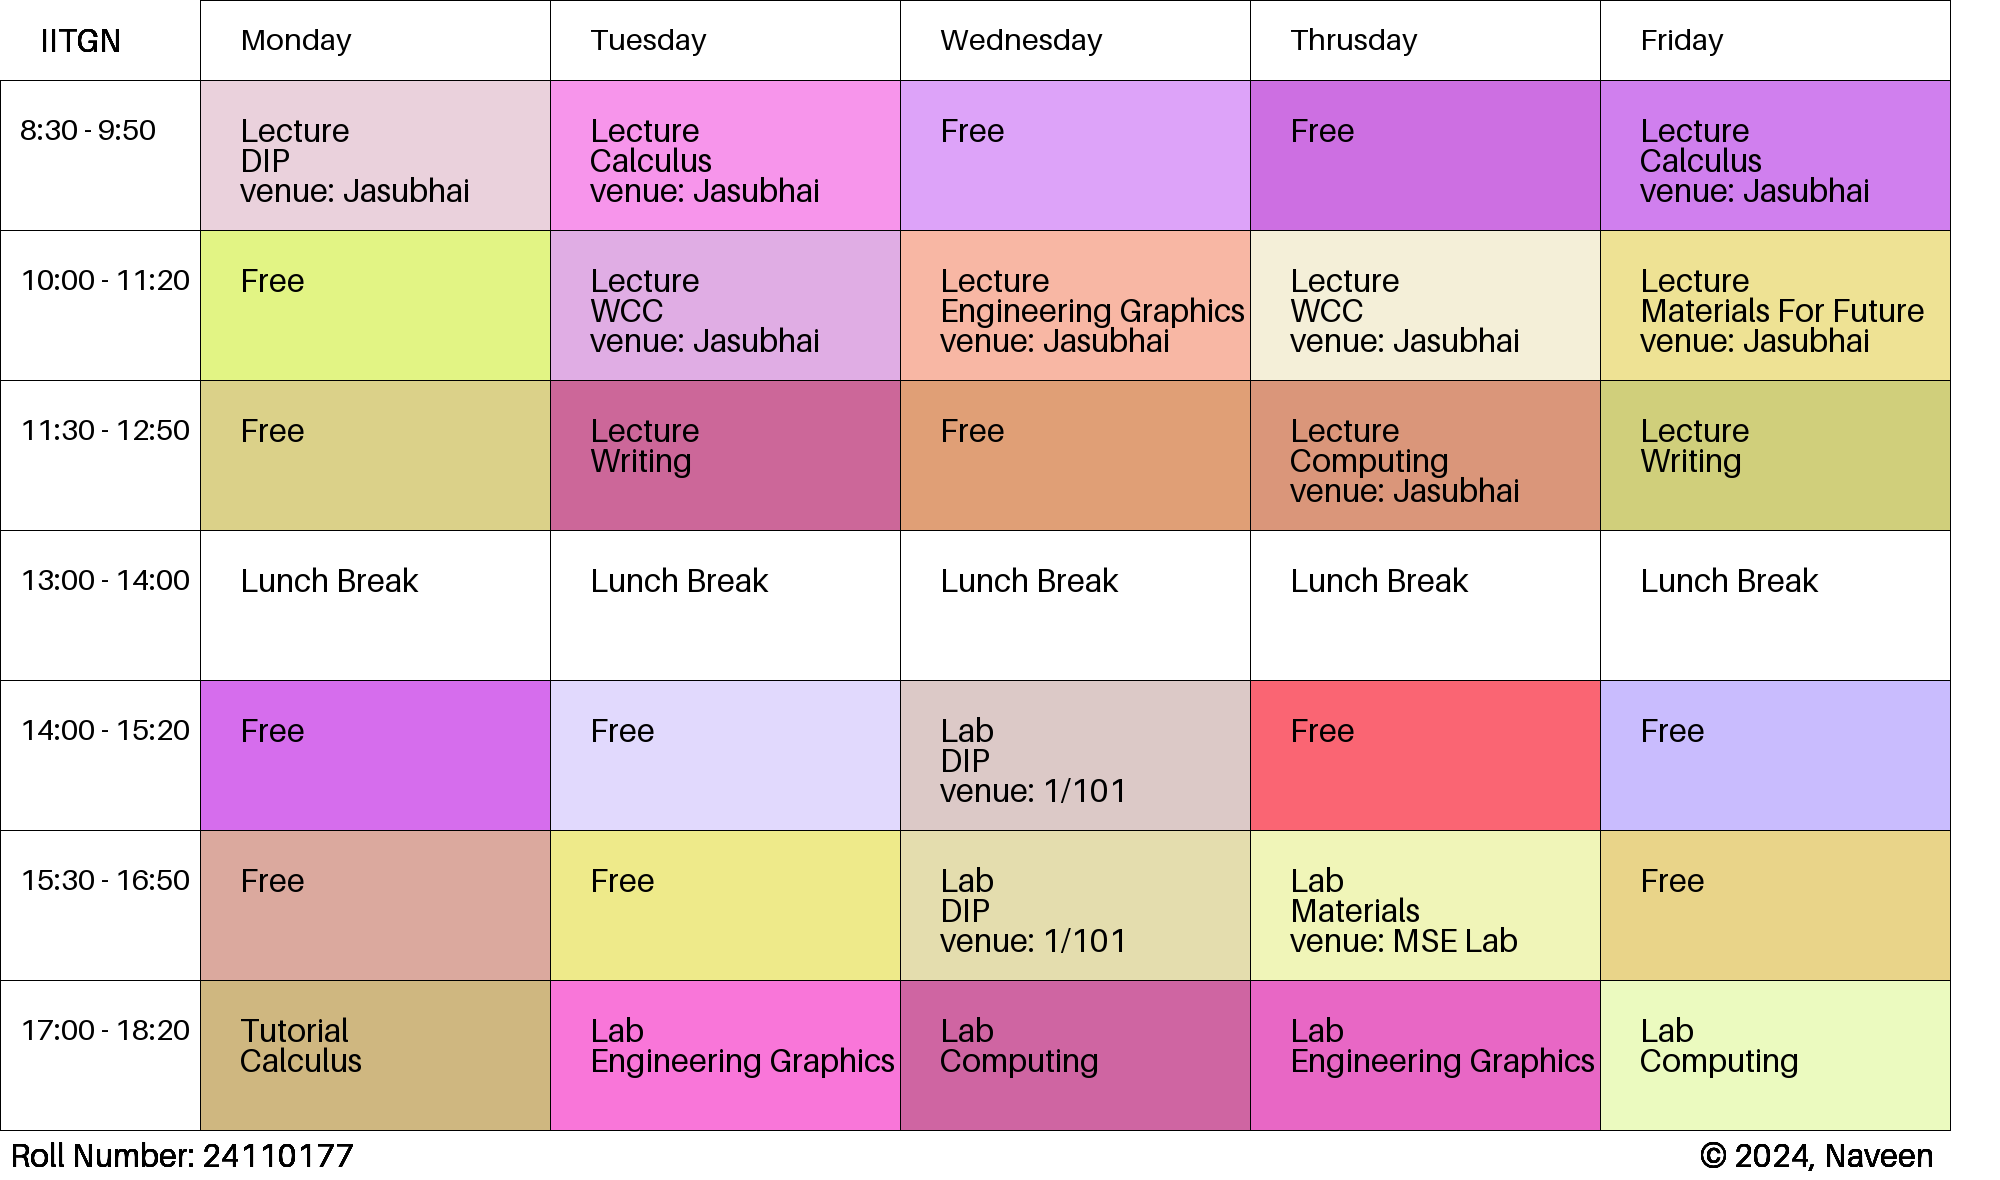 IITGN
Monday
Tuesday
Wednesday
Thrusday
Friday
8:30 - 9:50
Lecture
DIP
venue: Jasubhai
Lecture
Calculus
venue: Jasubhai
Free
Free
Lecture
Calculus
venue: Jasubhai
10:00 - 11:20
Free
Lecture
WCC
venue: Jasubhai
Lecture
Engineering Graphics
venue: Jasubhai
Lecture
WCC
venue: Jasubhai
Lecture
Materials For Future
venue: Jasubhai
11:30 - 12:50
Free
Lecture
Writing
Free
Lecture
Computing
venue: Jasubhai
Lecture
Writing
13:00 - 14:00
Lunch Break
Lunch Break
Lunch Break
Lunch Break
Lunch Break
14:00 - 15:20
Free
Free
Lab
DIP
venue: 1/101
Free
Free
15:30 - 16:50
Free
Free
Lab
DIP
venue: 1/101
Lab
Materials
venue: MSE Lab
Free
17:00 - 18:20
Tutorial
Calculus
Lab
Engineering Graphics
Lab
Computing
Lab
Engineering Graphics
Lab
Computing
Roll Number: 24110177
© 2024, Naveen